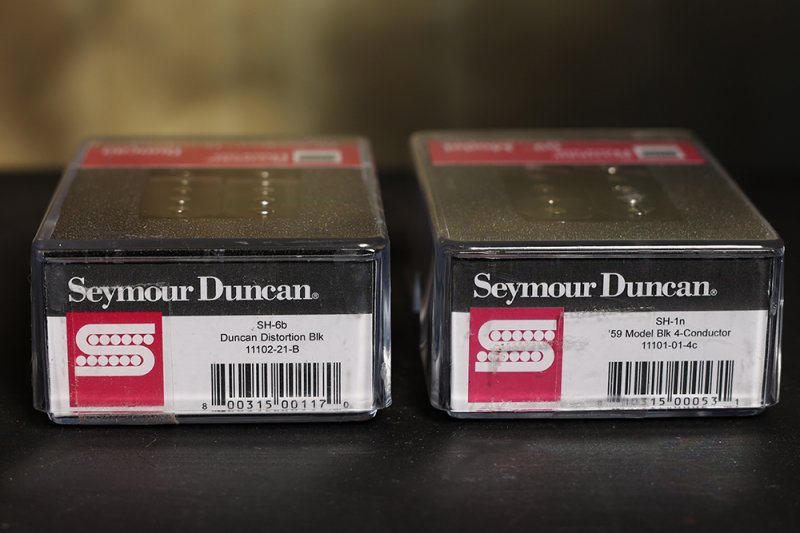 Seymour Duncan®
SH-6b
Duncan Distortion Blk
11102-21-B
8 00315 00117 0
Seymour Duncan®
SH-1n
'59 Model Blk 4-Conductor
11101-01-4c
00315 00053 1